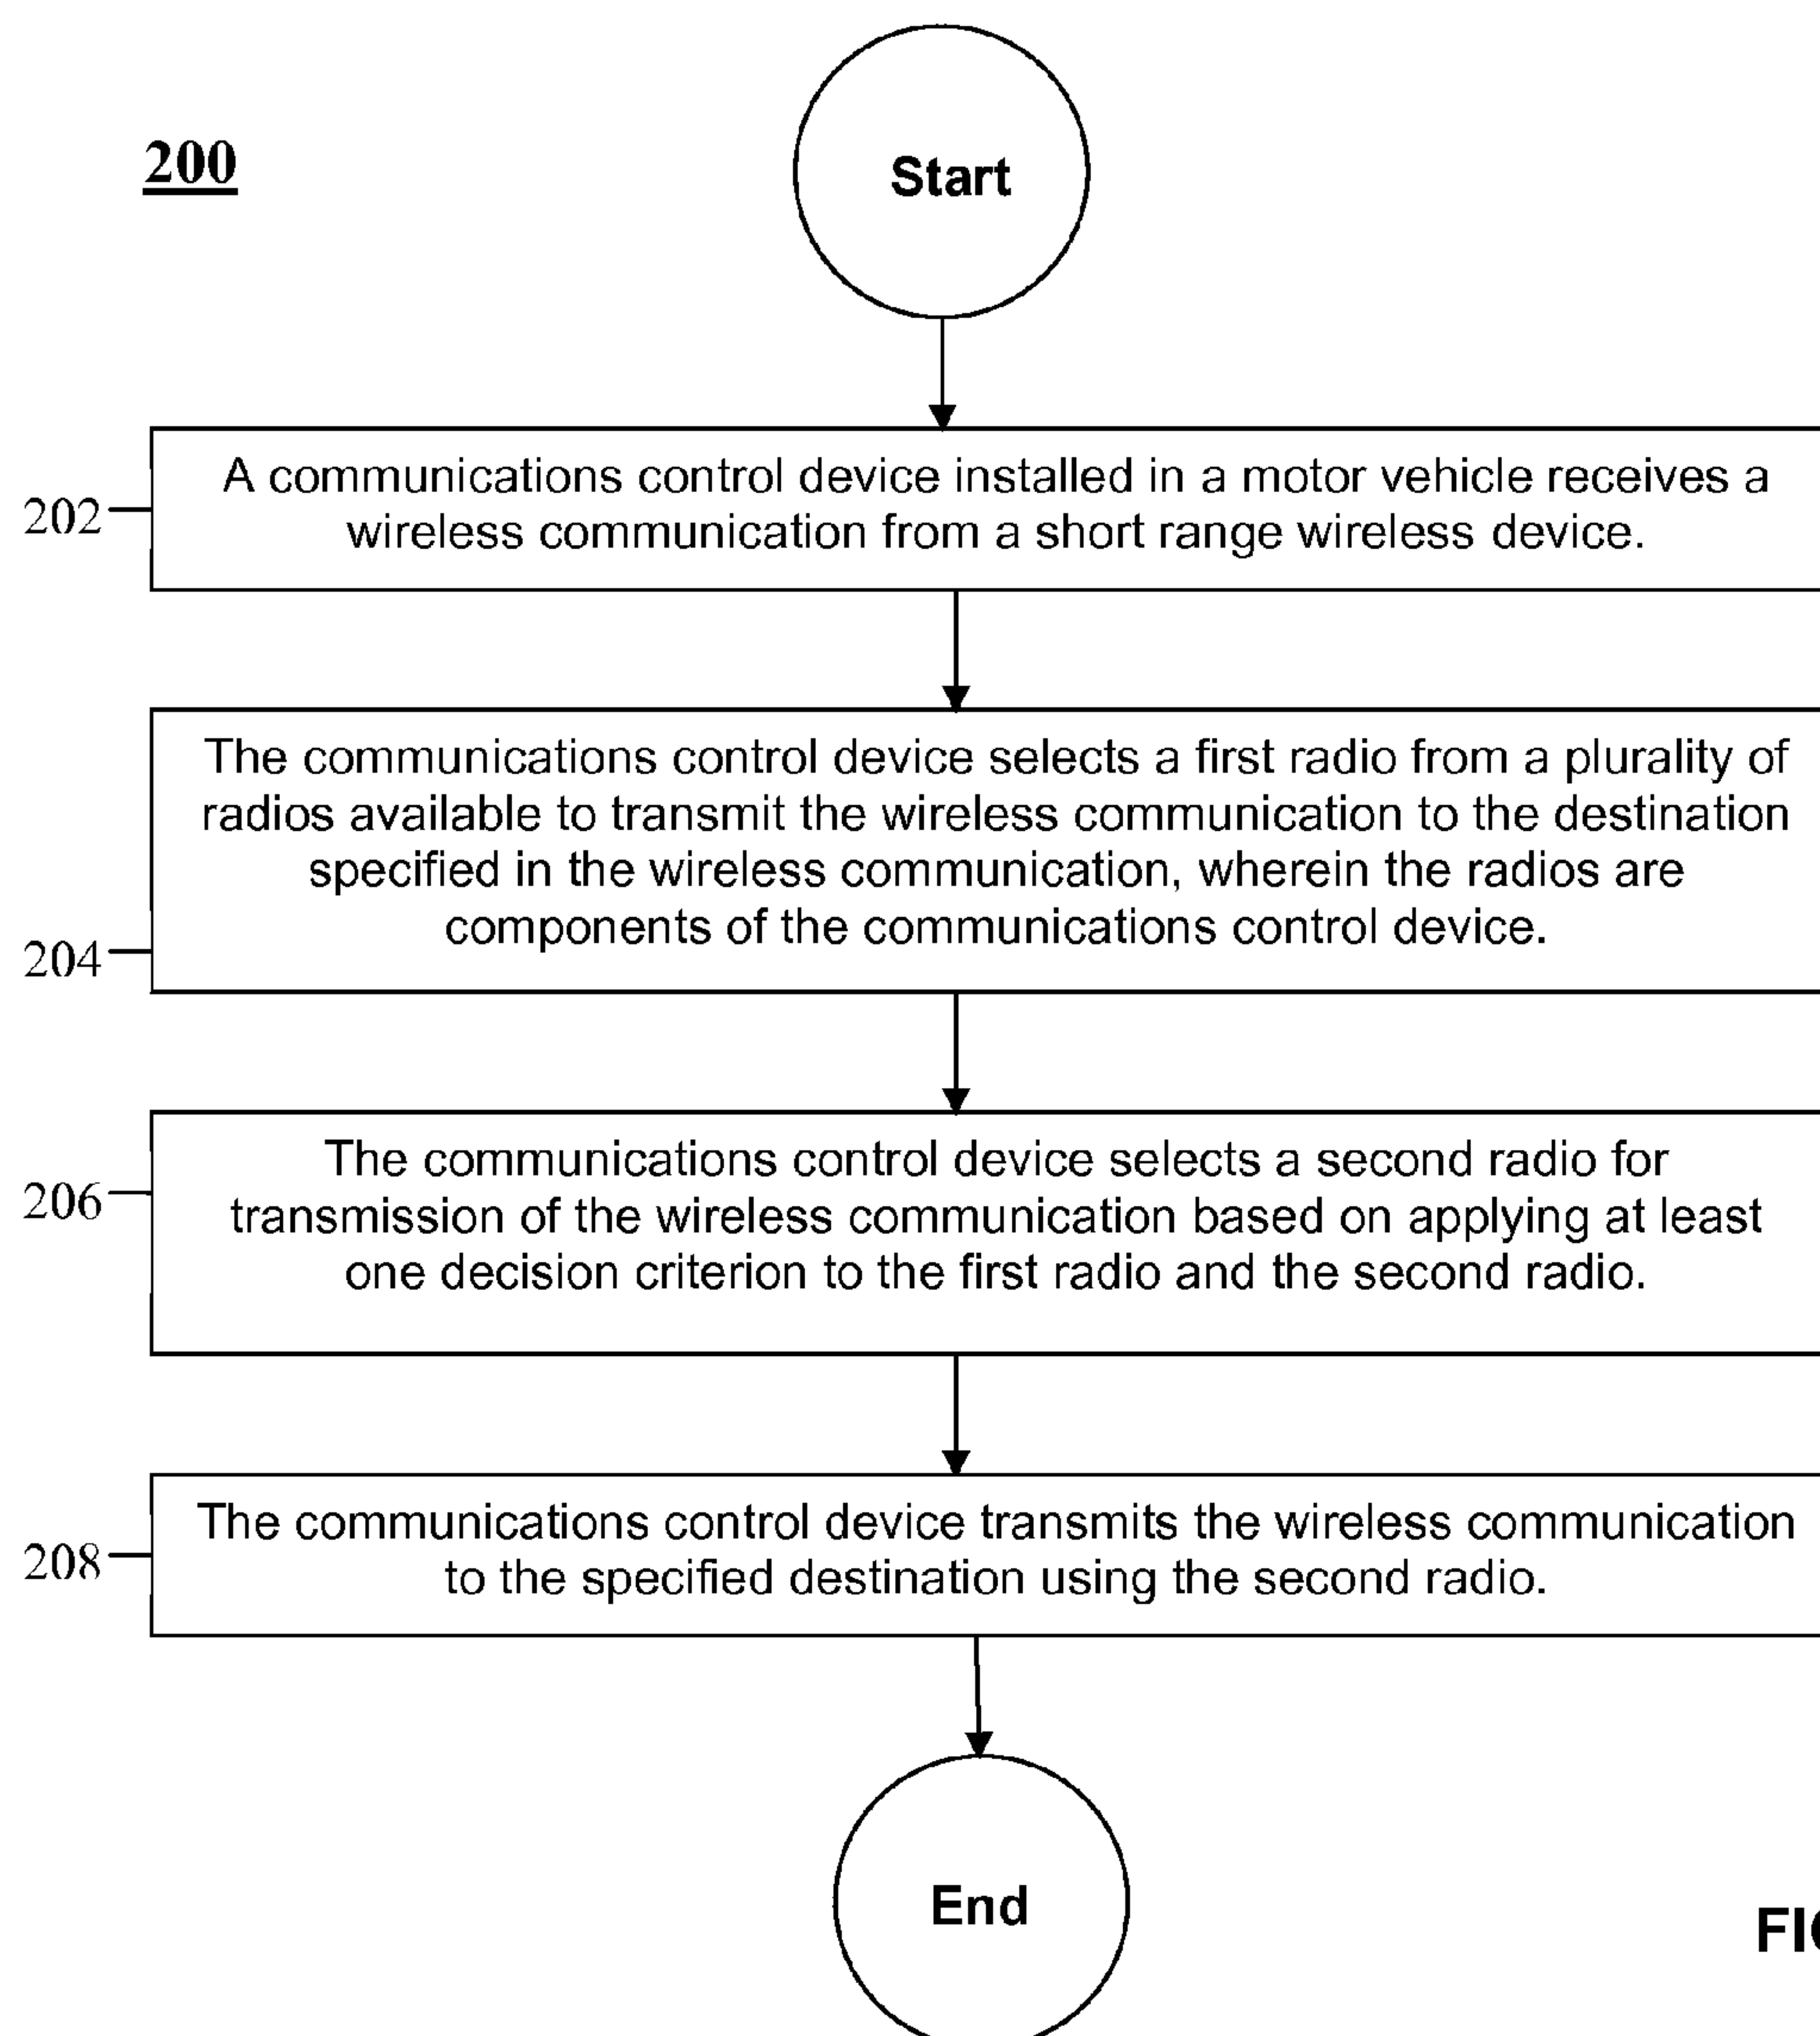 200
Start
202
A communications control device installed in a motor vehicle receives a
wireless communication from a short range wireless device.
204
The communications control device selects a first radio from a plurality of
radios available to transmit the wireless communication to the destination
specified in the wireless communication, wherein the radios are
components of the communications control device.
206
The communications control device selects a second radio for
transmission of the wireless communication based on applying at least
one decision criterion to the first radio and the second radio.
208
The communications control device transmits the wireless communication
to the specified destination using the second radio.
End